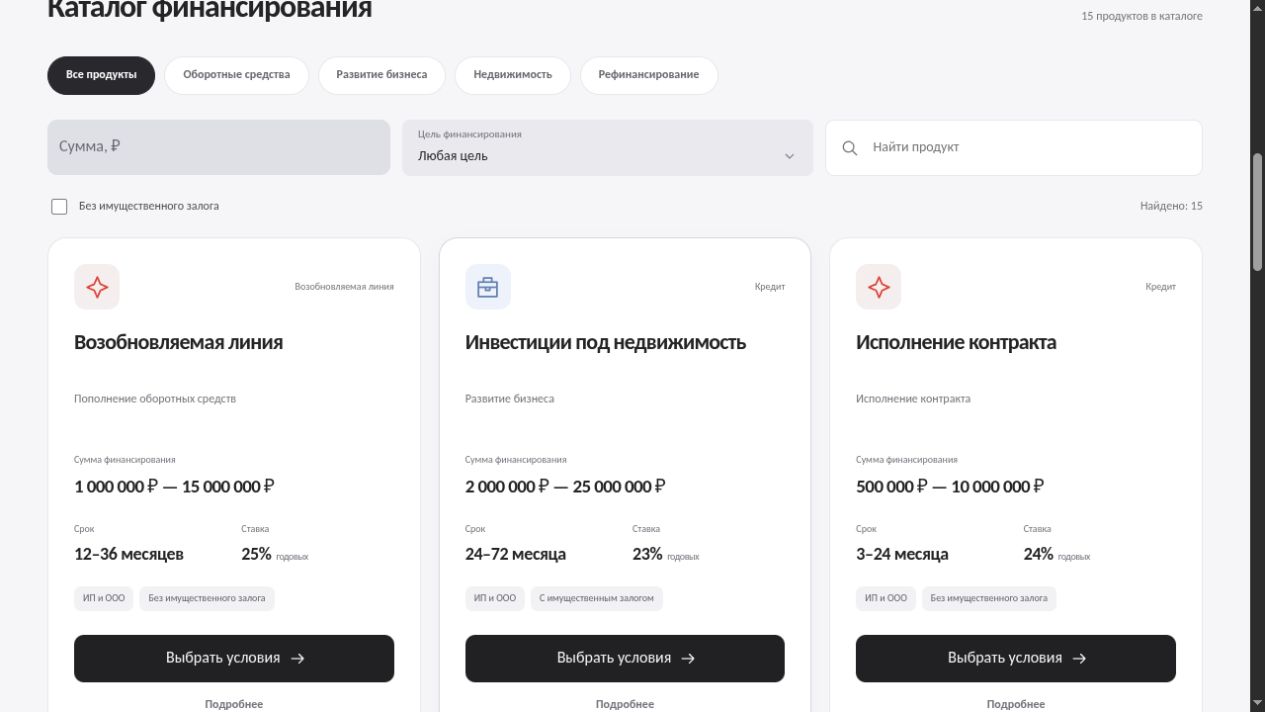 Каталог финансирования
15 продуктов в каталоге
Все продукты
Оборотные средства
Развитие бизнеса
Недвижимость
Рефинансирование
Сумма, ₽
Цель финансирования
Любая цель
Найти продукт
Без имущественного залога
Найдено: 15
Возобновляемая линия
Возобновляемая линия
Пополнение оборотных средств
Сумма финансирования
1 000 000 ₽ — 15 000 000 ₽
Срок
Ставка
12–36 месяцев
25% годовых
ИП и ООО
Без имущественного залога
Выбрать условия →
Подробнее
Кредит
Инвестиции под недвижимость
Развитие бизнеса
Сумма финансирования
2 000 000 ₽ — 25 000 000 ₽
Срок
Ставка
24–72 месяца
23% годовых
ИП и ООО
С имущественным залогом
Выбрать условия →
Подробнее
Кредит
Исполнение контракта
Исполнение контракта
Сумма финансирования
500 000 ₽ — 10 000 000 ₽
Срок
Ставка
3–24 месяца
24% годовых
ИП и ООО
Без имущественного залога
Выбрать условия →
Подробнее